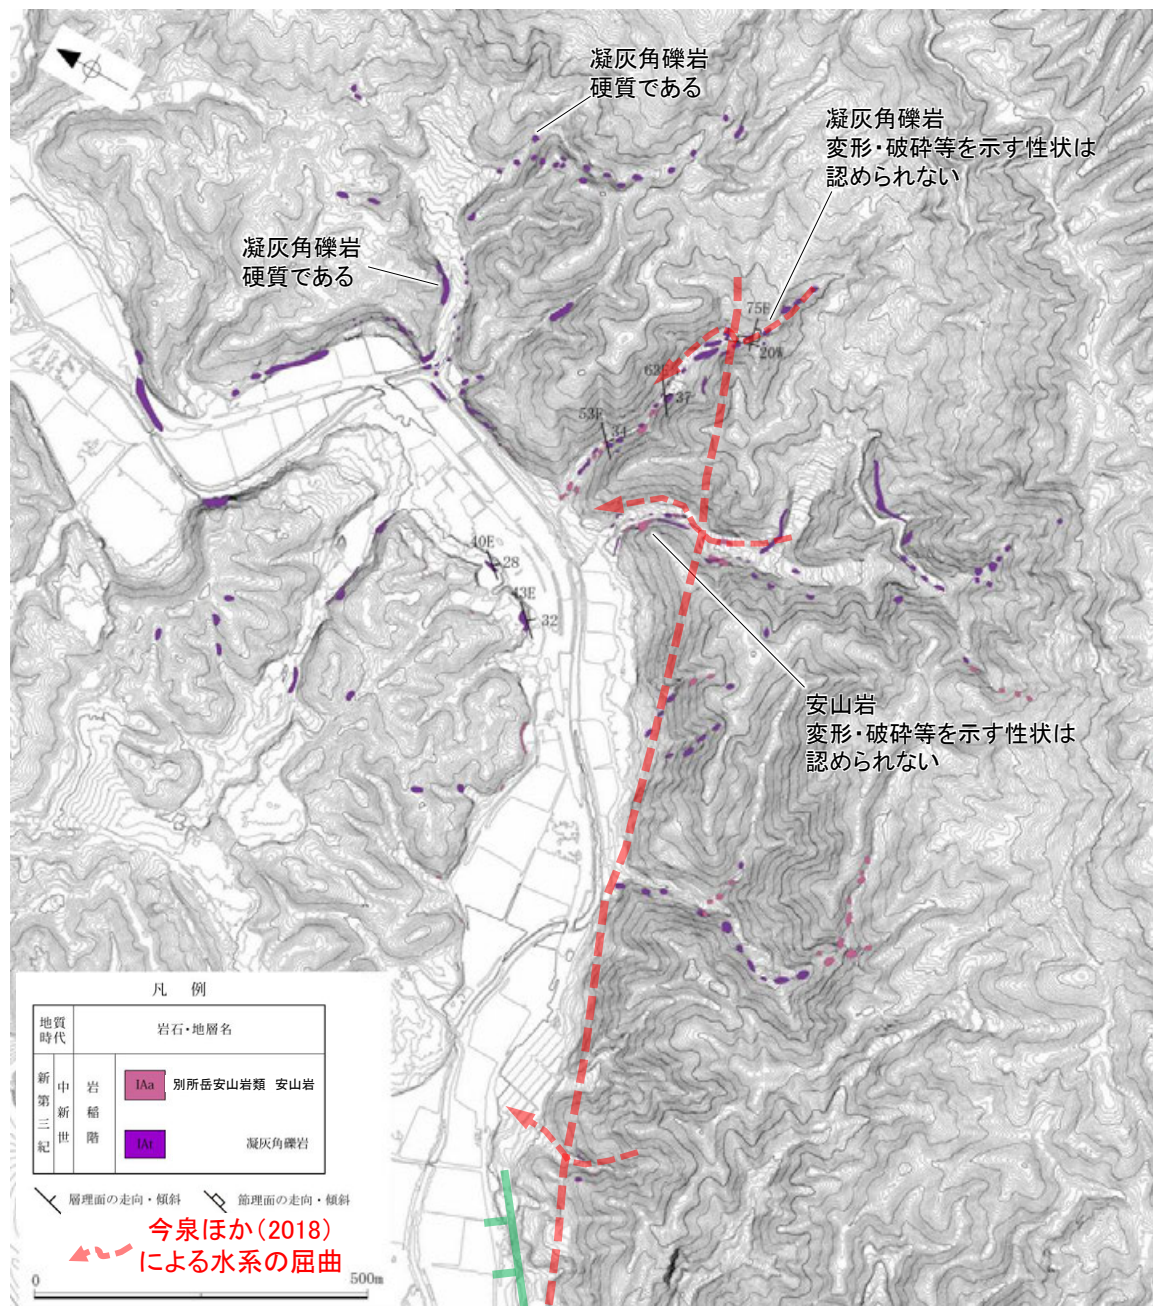 凝灰角礫岩
硬質である
凝灰角礫岩
変形・破砕等を示す性状は
認められない
凝灰角礫岩
硬質である
75E
20W
63E
37
53E
34
40E
28
43E
32
安山岩
変形・破砕等を示す性状は
認められない
凡 例
地質時代
岩石・地層名
新第三紀
中新世
岩稲階
IAa
別所岳安山岩類 安山岩
IAt
凝灰角礫岩
層理面の走向・傾斜
節理面の走向・傾斜
今泉ほか(2018)
による水系の屈曲
0
500m